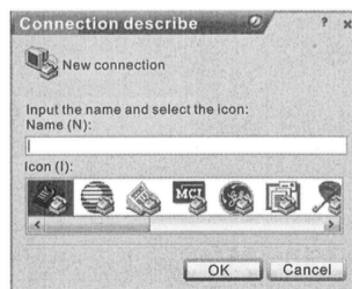 Connection describe
? x
New connection
Input the name and select the icon:
Name (N):
Icon (I):
MCI
< >
OK Cancel